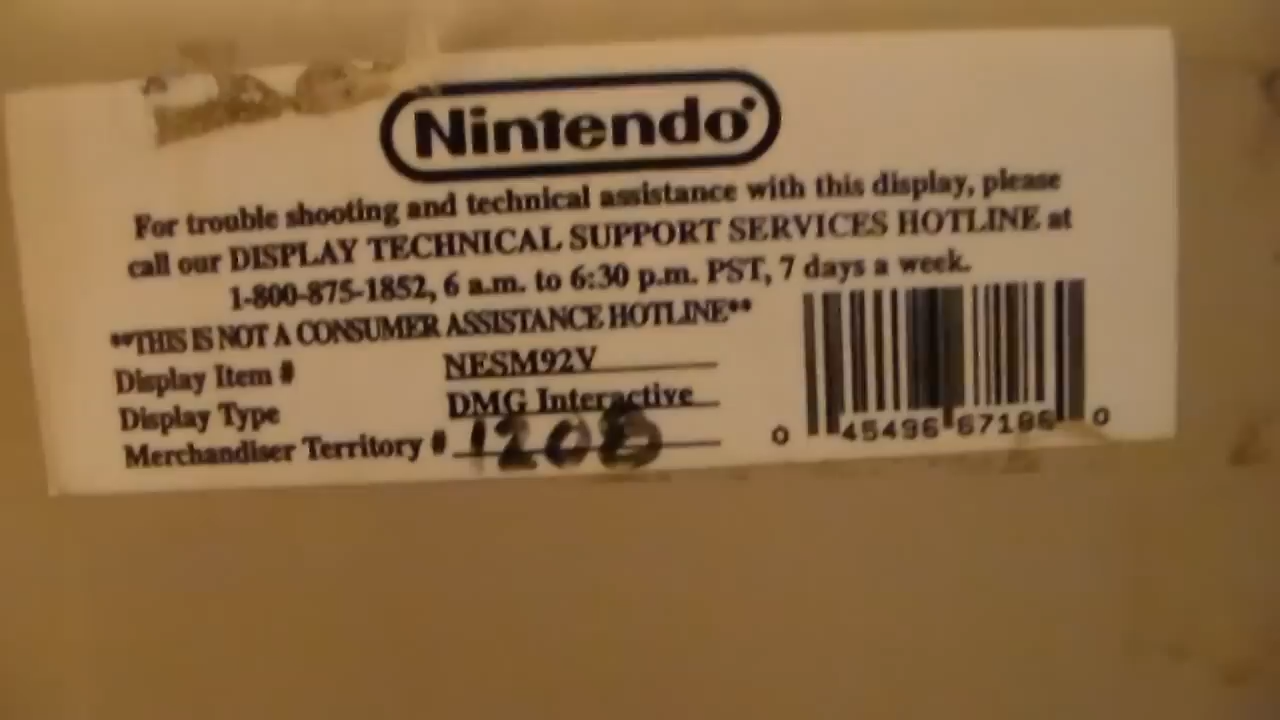 Nintendo®
For trouble shooting and technical assistance with this display, please
call our DISPLAY TECHNICAL SUPPORT SERVICES HOTLINE at
1-800-875-1852, 6 a.m. to 6:30 p.m. PST, 7 days a week.
**THIS IS NOT A CONSUMER ASSISTANCE HOTLINE**
Display Item # NESM92V
Display Type DMG Interactive
Merchandiser Territory # 1208
0 45496 67186 0